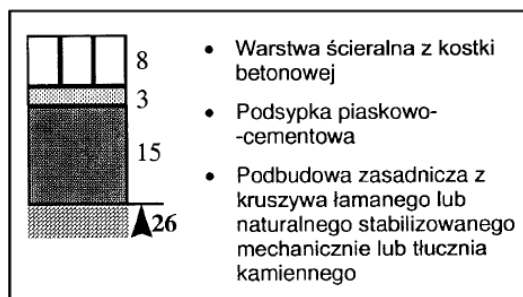 8
3
15
26
• Warstwa ścieralna z kostki
betonowej
• Podsypka piaskowo-
-cementowa
• Podbudowa zasadnicza z
kruszywa łamanego lub
naturalnego stabilizowanego
mechanicznie lub tłucznia
kamiennego